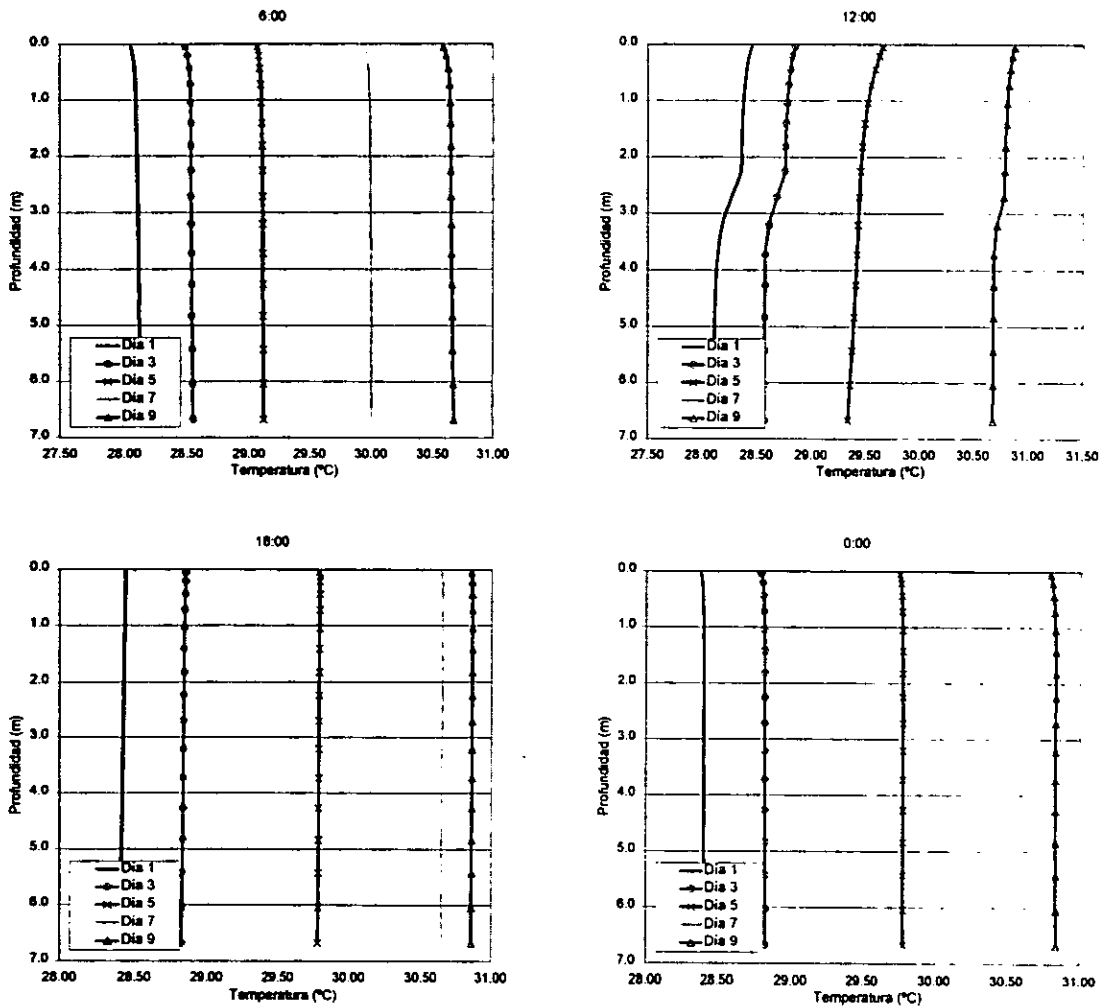 6:00
0.0
1.0
2.0
3.0
4.0
5.0
6.0
7.0
Profundidad (m)
Dia 1
Dia 3
Dia 5
Dia 7
Dia 9
27.50 28.00 28.50 29.00 29.50 30.00 30.50 31.00
Temperatura (ºC)
12:00
0.0
1.0
2.0
3.0
4.0
5.0
6.0
7.0
Profundidad (m)
Dia 1
Dia 3
Dia 5
Dia 7
Dia 9
27.50 28.00 28.50 29.00 29.50 30.00 30.50 31.00 31.50
Temperatura (ºC)
18:00
0.0
1.0
2.0
3.0
4.0
5.0
6.0
7.0
Profundidad (m)
Dia 1
Dia 3
Dia 5
Dia 7
Dia 9
28.00 28.50 29.00 29.50 30.00 30.50 31.00
Temperatura (ºC)
0:00
0.0
1.0
2.0
3.0
4.0
5.0
6.0
7.0
Profundidad (m)
Dia 1
Dia 3
Dia 5
Dia 7
Dia 9
28.00 28.50 29.00 29.50 30.00 30.50 31.00
Temperatura (ºC)